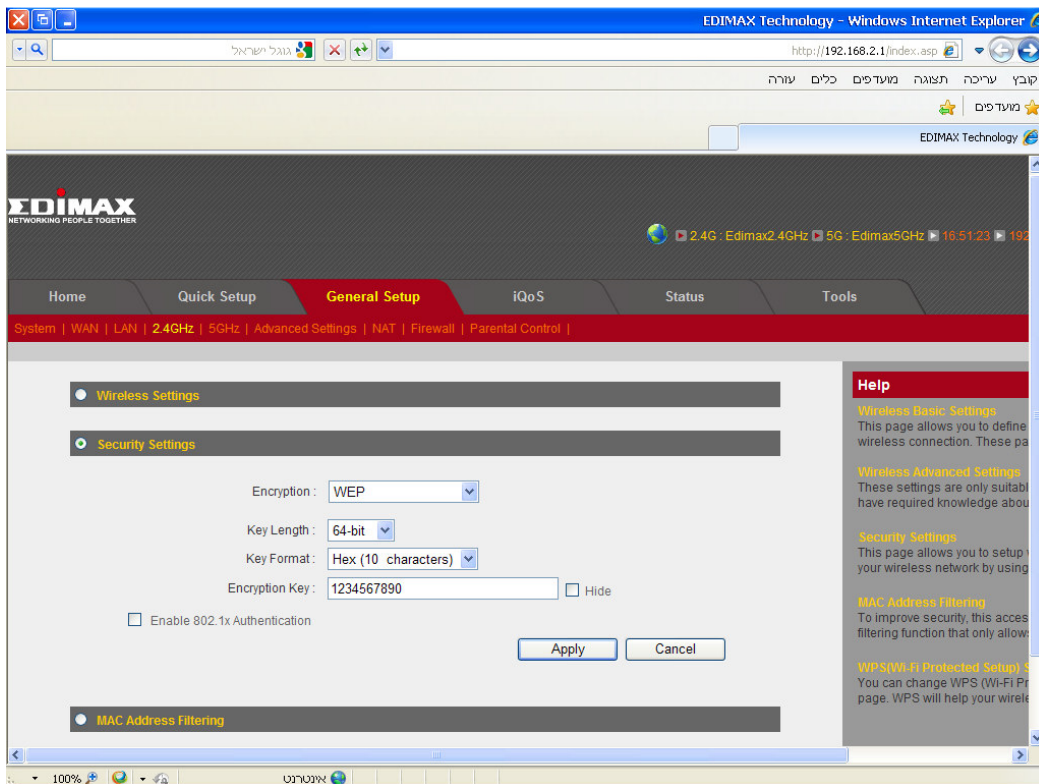 EDIMAX Technology - Windows Internet Explorer
גוגל ישראל
http://192.168.2.1/index.asp
קובץ עריכה תצוגה מועדפים כלים עזרה
מועדפים
EDIMAX Technology
EDIMAX
NETWORKING PEOPLE TOGETHER
2.4G : Edimax2.4GHz 5G : Edimax5GHz 16:51:23 192
Home Quick Setup General Setup iQoS Status Tools
System | WAN | LAN | 2.4GHz | 5GHz | Advanced Settings | NAT | Firewall | Parental Control |
Wireless Settings
Security Settings
Encryption : WEP
Key Length : 64-bit
Key Format : Hex (10 characters)
Encryption Key : 1234567890 Hide
Enable 802.1x Authentication
Apply Cancel
MAC Address Filtering
Help
Wireless Basic Settings
This page allows you to define
wireless connection. These pa
Wireless Advanced Settings
These settings are only suitabl
have required knowledge abou
Security Settings
This page allows you to setup
your wireless network by using
MAC Address Filtering
To improve security, this acces
filtering function that only allow
WPS(Wi-Fi Protected Setup) S
You can change WPS (Wi-Fi Pr
page. WPS will help your wirele
100%
אינטרנט